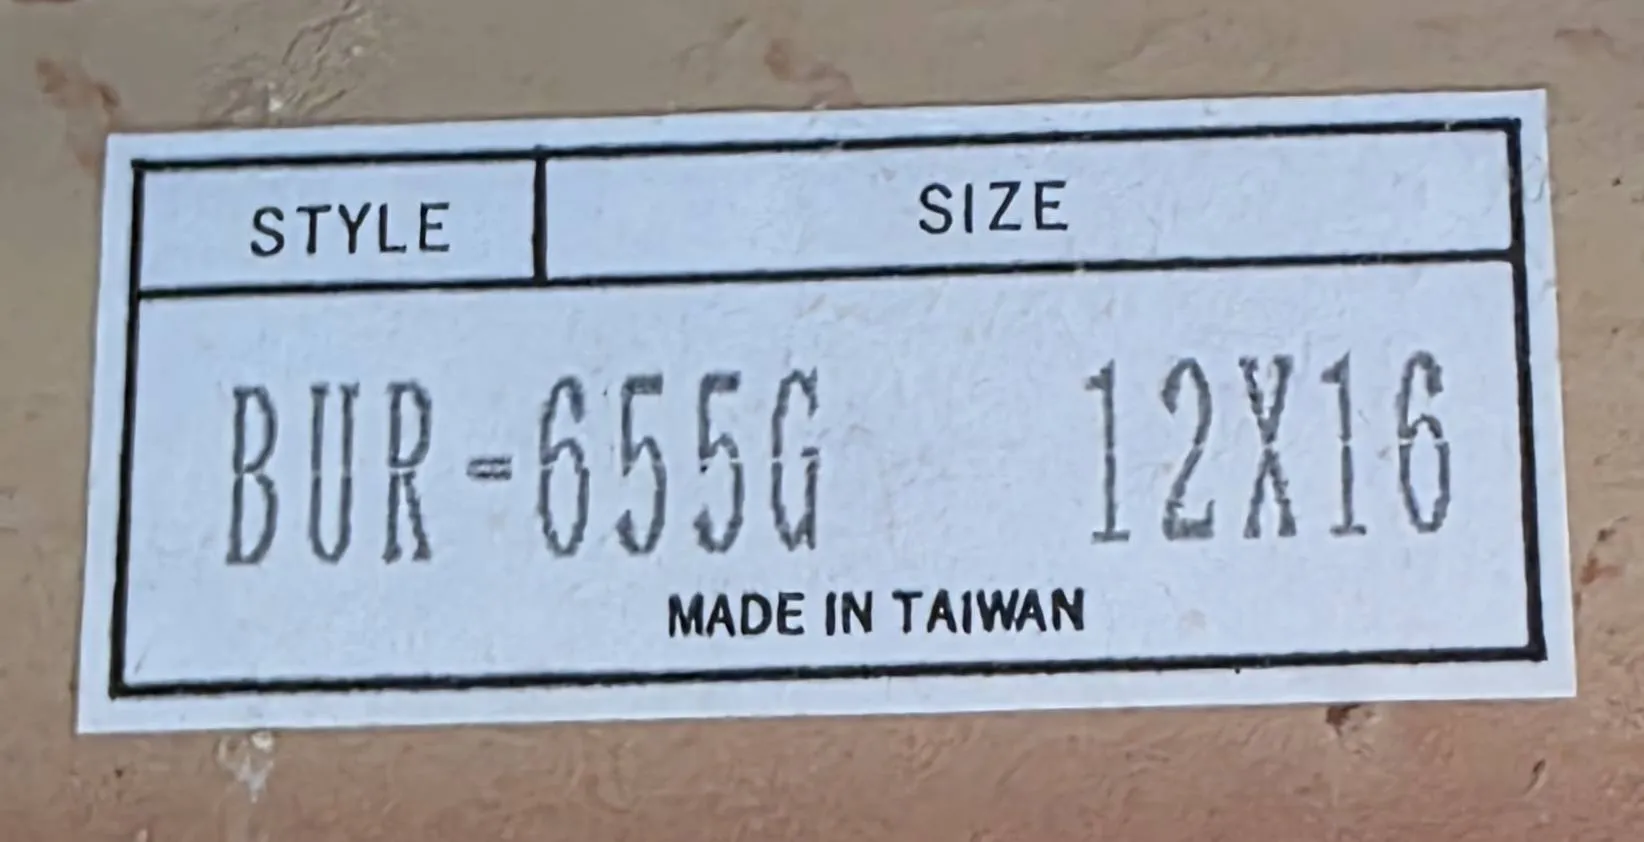 STYLE SIZE
BUR-655G 12X16
MADE IN TAIWAN